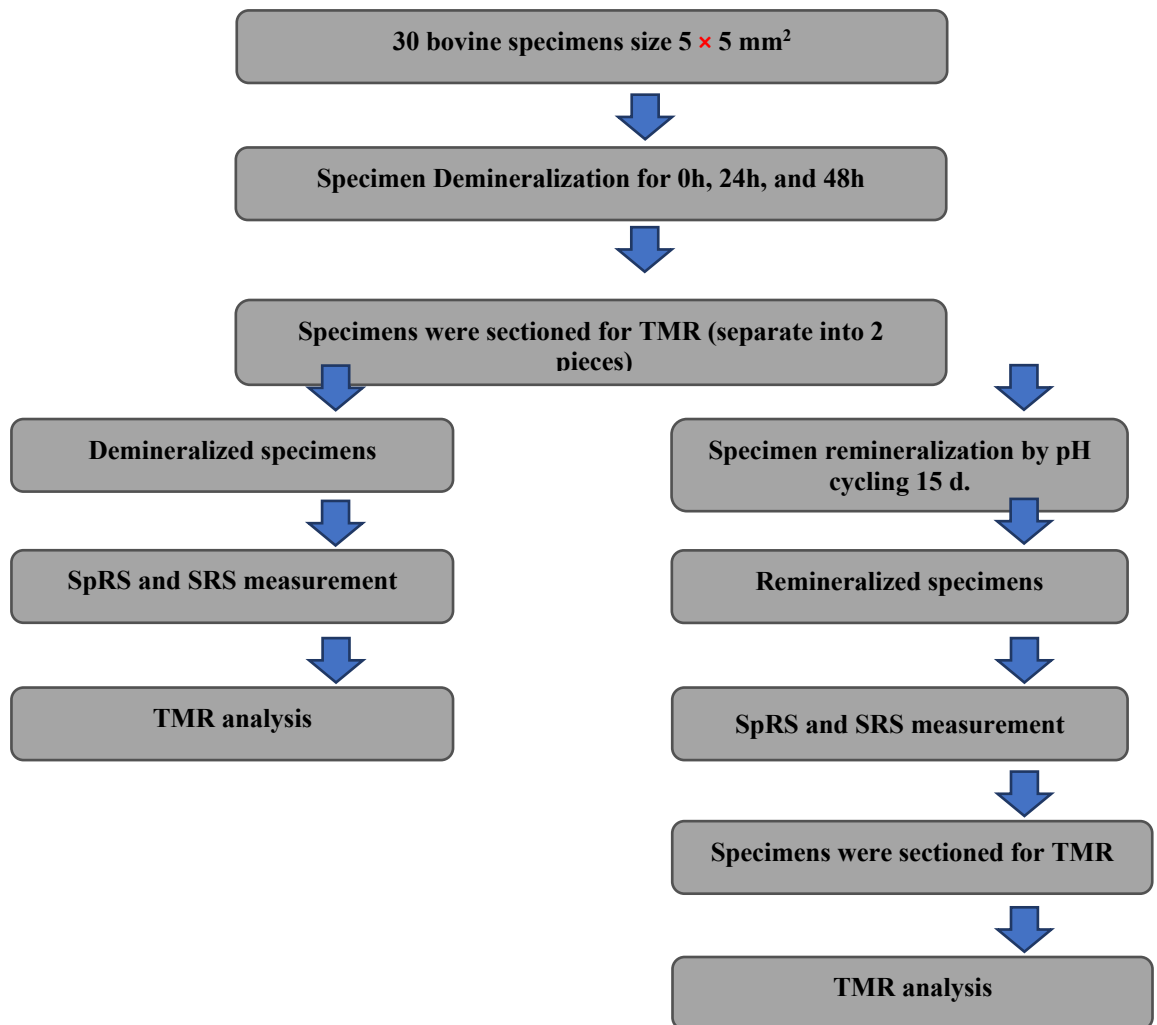 30 bovine specimens size 5 × 5 mm²
Specimen Demineralization for 0h, 24h, and 48h
Specimens were sectioned for TMR (separate into 2
pieces)
Demineralized specimens
SpRS and SRS measurement
TMR analysis
Specimen remineralization by pH
cycling 15 d.
Remineralized specimens
SpRS and SRS measurement
Specimens were sectioned for TMR
TMR analysis